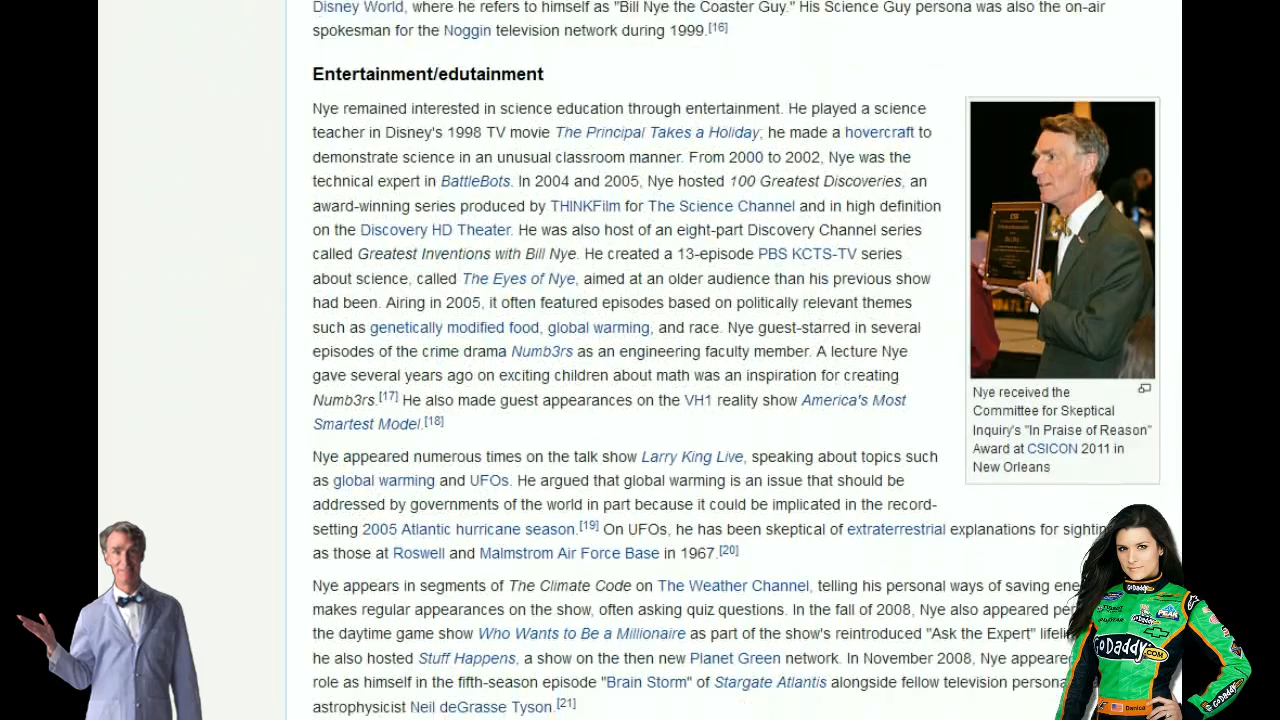 Disney World, where he refers to himself as "Bill Nye the Coaster Guy." His Science Guy persona was also the on-air
spokesman for the Noggin television network during 1999.[16]
Entertainment/edutainment
Nye remained interested in science education through entertainment. He played a science
teacher in Disney's 1998 TV movie The Principal Takes a Holiday; he made a hovercraft to
demonstrate science in an unusual classroom manner. From 2000 to 2002, Nye was the
technical expert in BattleBots. In 2004 and 2005, Nye hosted 100 Greatest Discoveries, an
award-winning series produced by THINKFilm for The Science Channel and in high definition
on the Discovery HD Theater. He was also host of an eight-part Discovery Channel series
called Greatest Inventions with Bill Nye. He created a 13-episode PBS KCTS-TV series
about science, called The Eyes of Nye, aimed at an older audience than his previous show
had been. Airing in 2005, it often featured episodes based on politically relevant themes
such as genetically modified food, global warming, and race. Nye guest-starred in several
episodes of the crime drama Numb3rs as an engineering faculty member. A lecture Nye
gave several years ago on exciting children about math was an inspiration for creating
Numb3rs.[17] He also made guest appearances on the VH1 reality show America's Most
Smartest Model.[18]
Nye received the
Committee for Skeptical
Inquiry's "In Praise of Reason"
Award at CSICON 2011 in
New Orleans
Nye appeared numerous times on the talk show Larry King Live, speaking about topics such
as global warming and UFOs. He argued that global warming is an issue that should be
addressed by governments of the world in part because it could be implicated in the record-
setting 2005 Atlantic hurricane season.[19] On UFOs, he has been skeptical of extraterrestrial explanations for sightin
as those at Roswell and Malmstrom Air Force Base in 1967.[20]
Nye appears in segments of The Climate Code on The Weather Channel, telling his personal ways of saving ene
makes regular appearances on the show, often asking quiz questions. In the fall of 2008, Nye also appeared pe
the daytime game show Who Wants to Be a Millionaire as part of the show's reintroduced "Ask the Expert" lifeli
he also hosted Stuff Happens, a show on the then new Planet Green network. In November 2008, Nye appeare
role as himself in the fifth-season episode "Brain Storm" of Stargate Atlantis alongside fellow television persona
astrophysicist Neil deGrasse Tyson.[21]
GoDaddy
GoDaddy
.COM
Danica